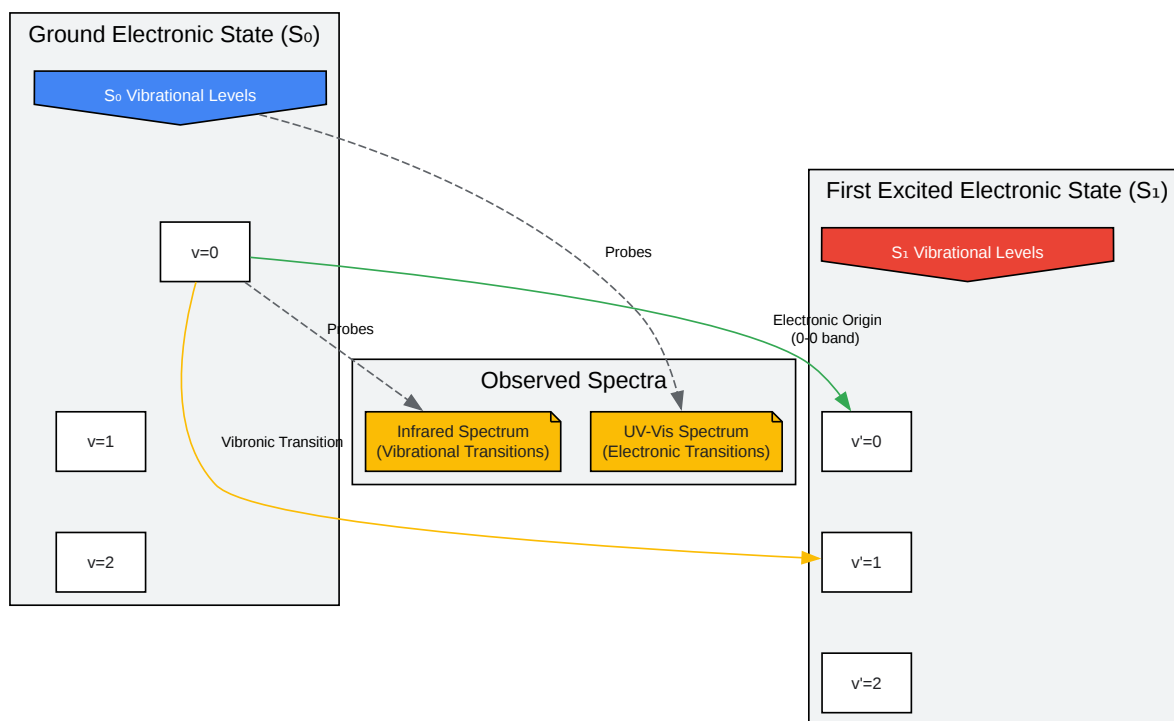 Ground Electronic State (S₀)
S₀ Vibrational Levels
v=0
v=1
v=2
Vibronic Transition
Probes
Probes
Observed Spectra
Infrared Spectrum
(Vibrational Transitions)
UV-Vis Spectrum
(Electronic Transitions)
Electronic Origin
(0-0 band)
First Excited Electronic State (S₁)
S₁ Vibrational Levels
v'=0
v'=1
v'=2